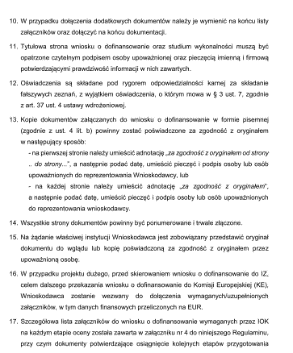 10. W przypadku dołączenia dodatkowych dokumentów należy je wymienić na końcu listy
załączników oraz dołączyć na końcu dokumentacji.
11. Tytułowa strona wniosku o dofinansowanie oraz studium wykonalności muszą być
opatrzone czytelnym podpisem osoby upoważnionej oraz pieczęcią imienną i firmową
potwierdzającymi prawdziwość informacji w nich zawartych.
12. Oświadczenia są składane pod rygorem odpowiedzialności karnej za składanie
fałszywych zeznań, z wyjątkiem oświadczenia, o którym mowa w § 3 ust. 7, zgodnie
z art. 37 ust. 4 ustawy wdrożeniowej.
13. Kopie dokumentów załączonych do wniosku o dofinansowanie w formie pisemnej
(zgodnie z ust. 4 lit. b) powinny zostać poświadczone za zgodność z oryginałem
w następujący sposób:
- na pierwszej stronie należy umieścić adnotację „za zgodność z oryginałem od strony
.. do strony...”, a następnie podać datę, umieścić pieczęć i podpis osoby lub osób
upoważnionych do reprezentowania Wnioskodawcy, lub
- na każdej stronie należy umieścić adnotację „za zgodność z oryginałem”,
a następnie podać datę, umieścić pieczęć i podpis osoby lub osób upoważnionych
do reprezentowania wnioskodawcy.
14. Wszystkie strony dokumentów powinny być ponumerowane i trwałe złączone.
15. Na żądanie właściwej instytucji Wnioskodawca jest zobowiązany przedstawić oryginał
dokumentu do wglądu lub kopię poświadczoną za zgodność z oryginałem przez
upoważnioną osobę.
16. W przypadku projektu dużego, przed skierowaniem wniosku o dofinansowanie do IZ,
celem dalszego przekazania wniosku o dofinansowanie do Komisji Europejskiej (KE),
Wnioskodawca zostanie wezwany do dołączenia wymaganych/uzupełnionych
załączników, w tym danych finansowych przeliczonych na EUR.
17. Szczegółowa lista załączników do wniosku o dofinansowanie wymaganych przez IOK
na każdym etapie oceny została zawarta w załączniku nr 4 do niniejszego Regulaminu,
przy czym dokumenty potwierdzające osiągnięcie kolejnych etapów przygotowania